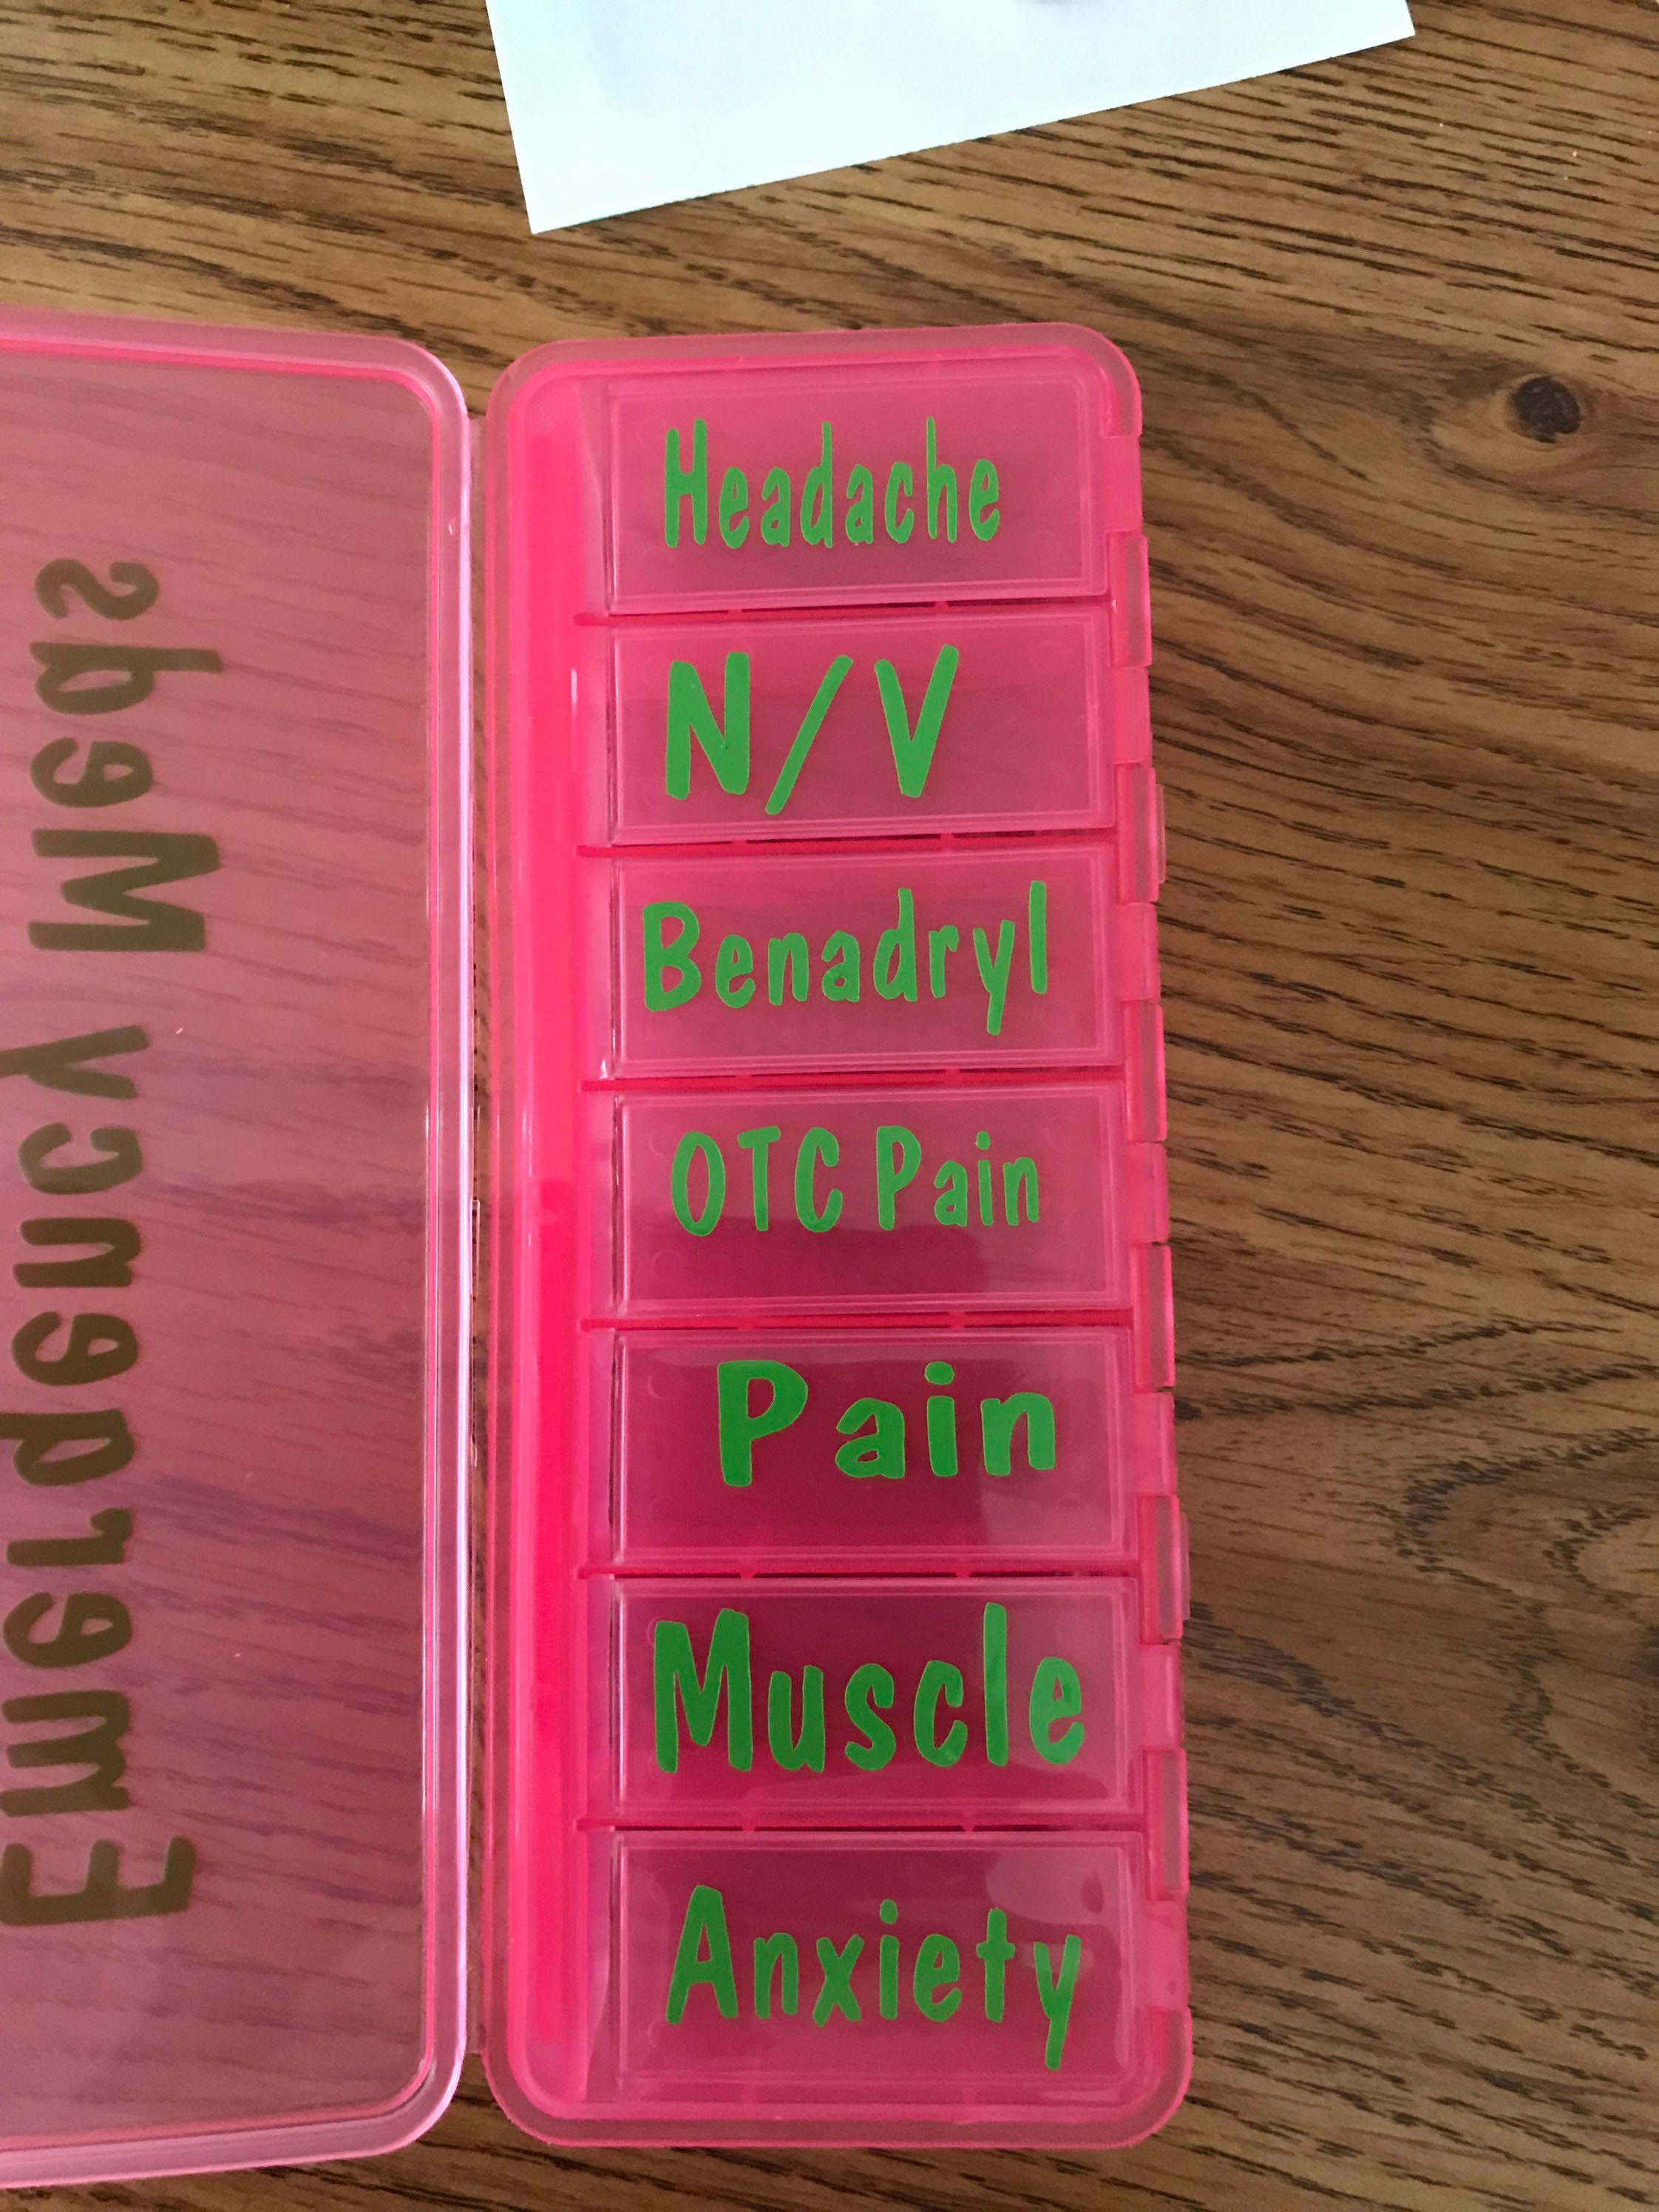 Emergency Meds
Headache
N/V
Benadryl
OTC Pain
Pain
Muscle
Anxiety